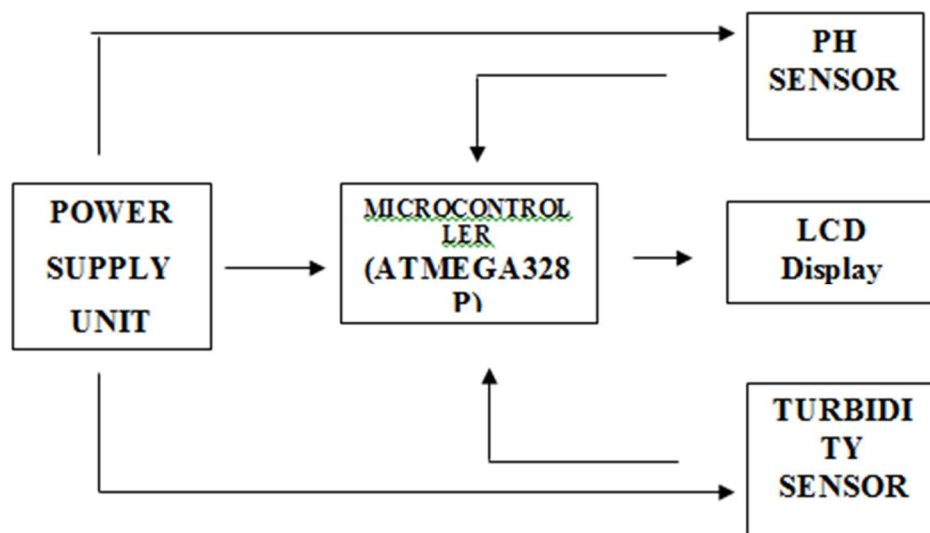 PH
SENSOR
POWER
SUPPLY
UNIT
MICROCONTROL
LER
(ATMEGA328
P)
LCD
Display
TURBIDI
TY
SENSOR